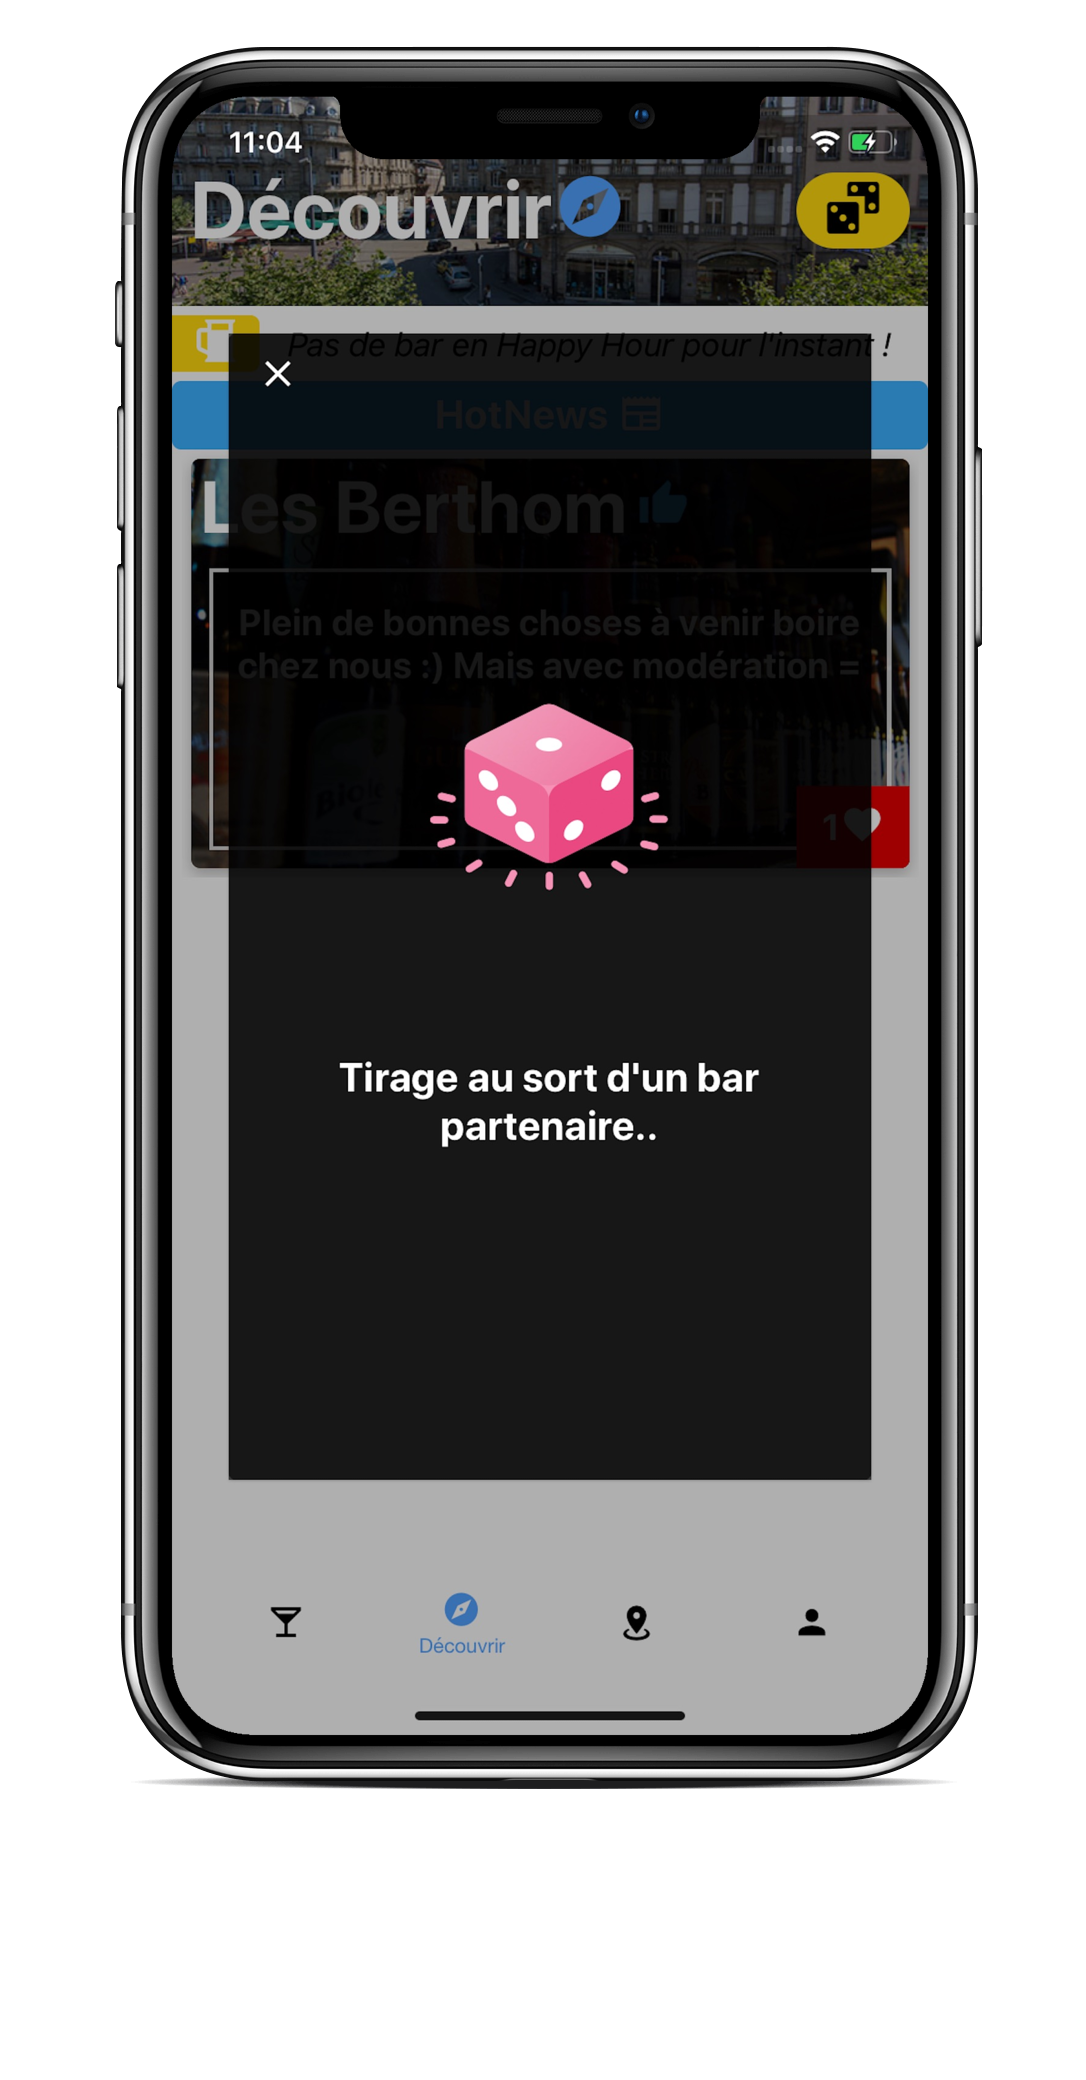 11:04
Découvrir
Pas de bar en Happy Hour pour l'instant !
HotNews
Les Berthom
Plein de bonnes choses à venir boire
chez nous :) Mais avec modération =
1
Tirage au sort d'un bar
partenaire..
Découvrir